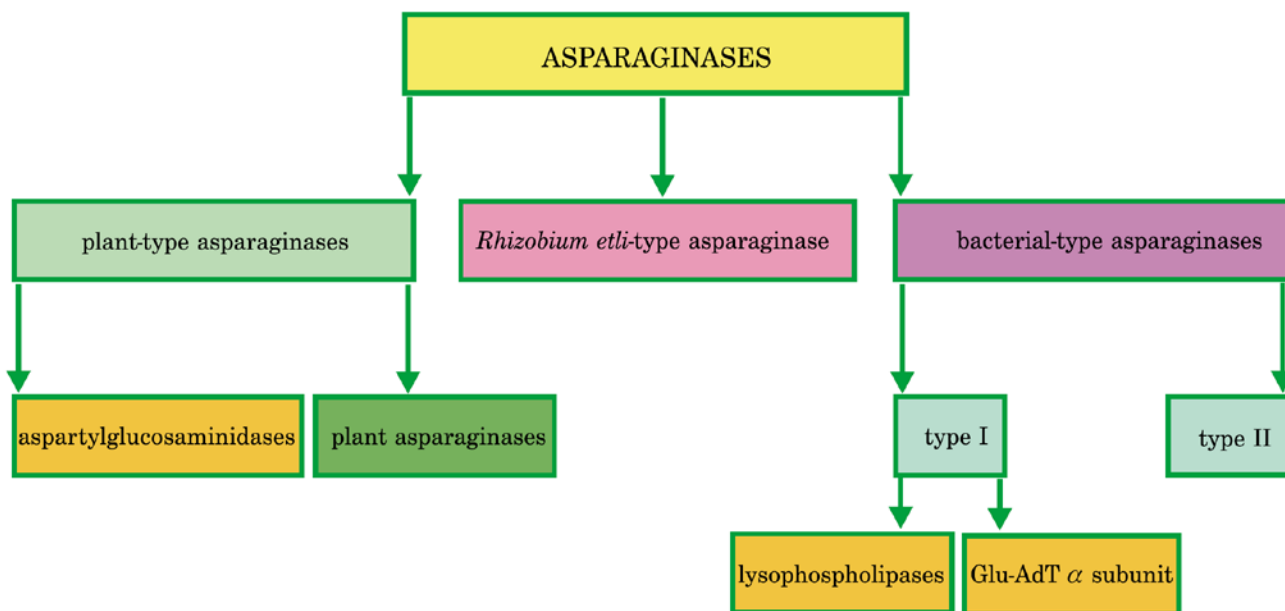 ASPARAGINASES
plant-type asparaginases
Rhizobium etli-type asparaginase
bacterial-type asparaginases
aspartylglucosaminidases
plant asparaginases
type I
type II
lysophospholipases
Glu-AdT α subunit